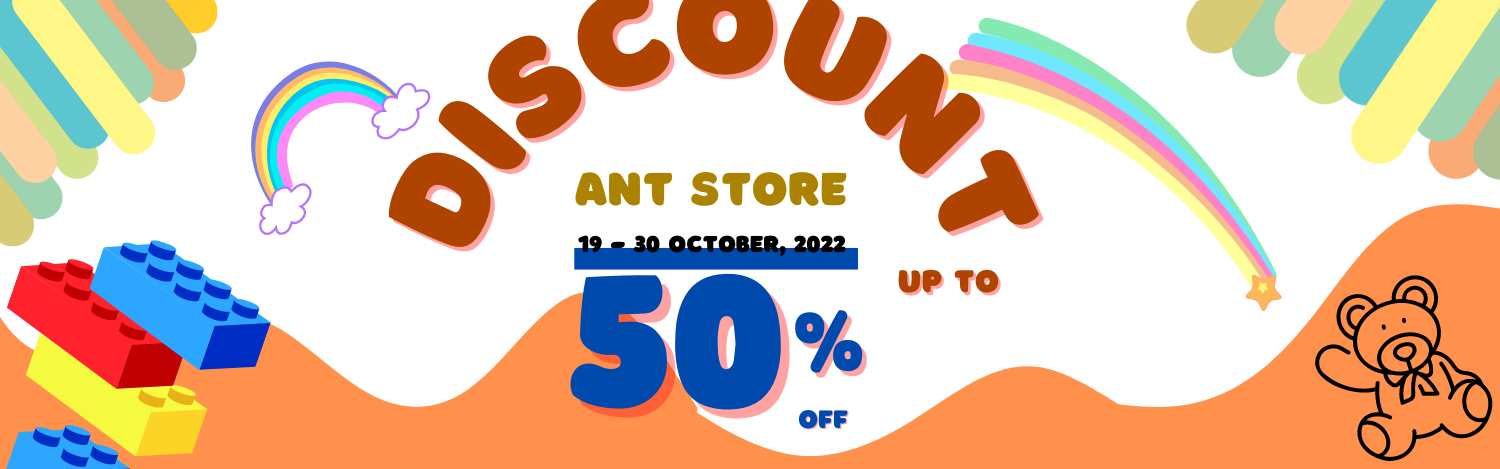 DISCOUNT
ANT STORE
19 – 30 OCTOBER, 2022
UP TO
50%
OFF